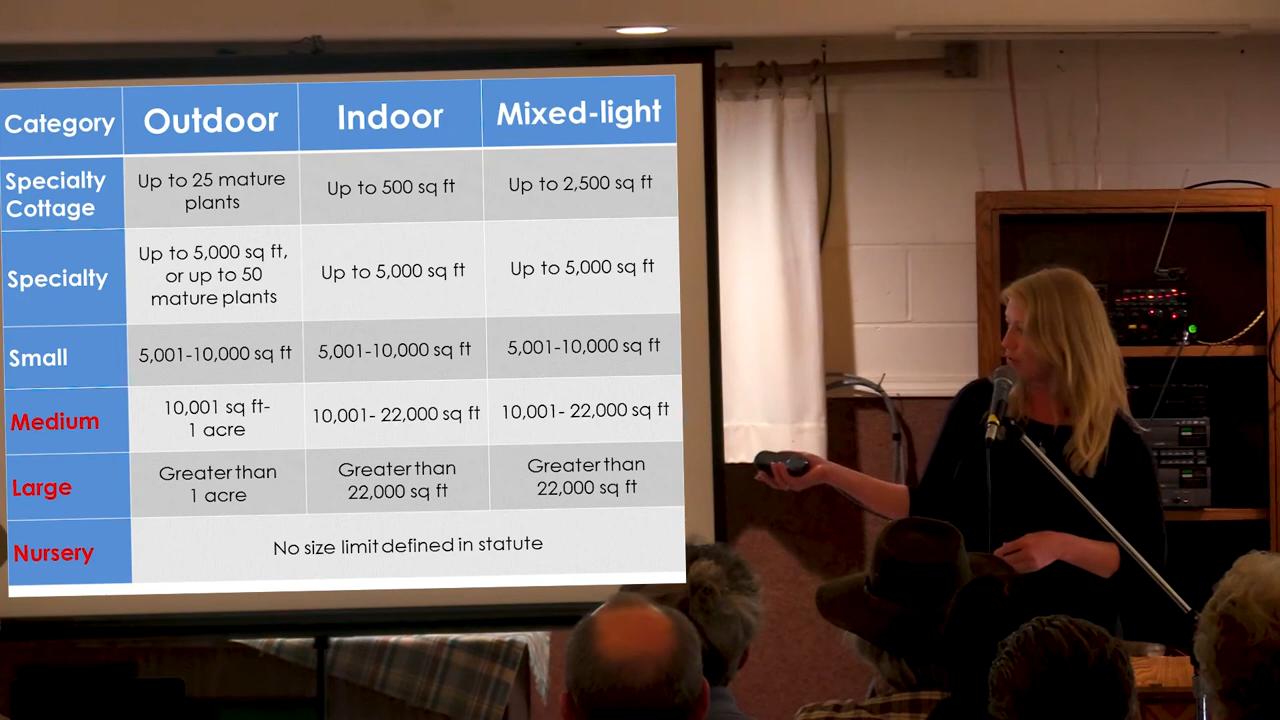 Category Outdoor Indoor Mixed-light
Specialty Cottage Up to 25 mature plants Up to 500 sq ft Up to 2,500 sq ft
Specialty Up to 5,000 sq ft, or up to 50 mature plants Up to 5,000 sq ft Up to 5,000 sq ft
Small 5,001-10,000 sq ft 5,001-10,000 sq ft 5,001-10,000 sq ft
Medium 10,001 sq ft- 1 acre 10,001- 22,000 sq ft 10,001- 22,000 sq ft
Large Greater than 1 acre Greater than 22,000 sq ft Greater than 22,000 sq ft
Nursery No size limit defined in statute